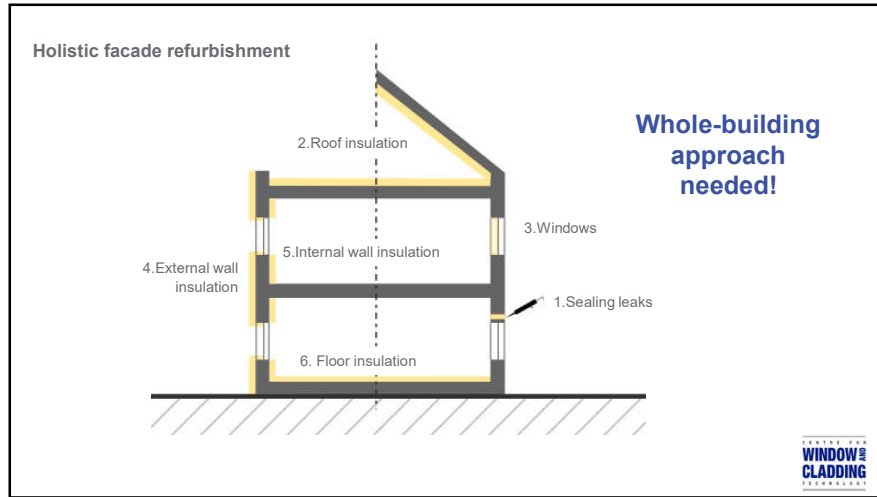 Holistic facade refurbishment
Whole-building
approach
needed!
2.Roof insulation
3.Windows
5.Internal wall insulation
4.External wall
insulation
1.Sealing leaks
6. Floor insulation
CENTRE FOR
WINDOW AND
CLADDING
TECHNOLOGY